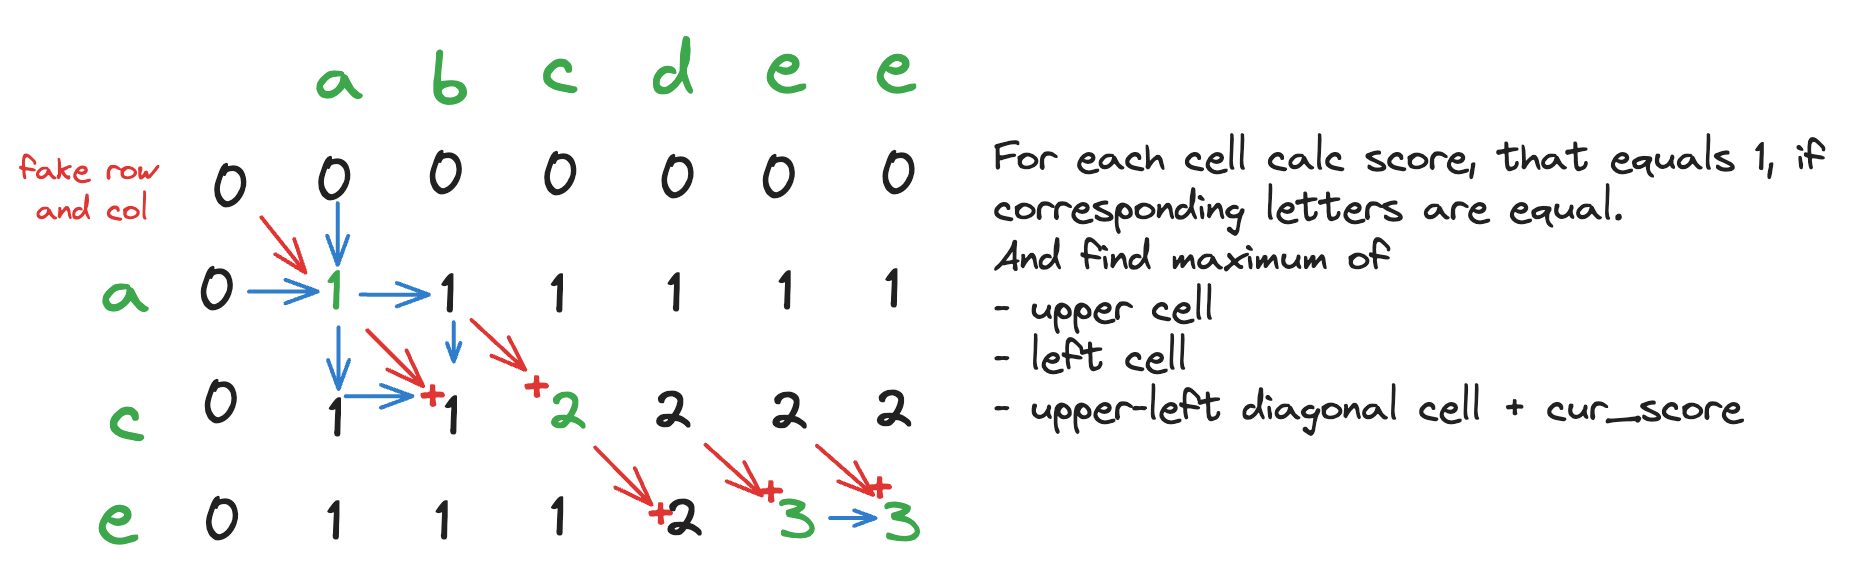 a b c d e e
fake row
and col
0 0 0 0 0 0 0
a 0 1 1 1 1 1 1
c 0 1 + 1 + 2 2 2 2
e 0 1 1 1 + 2 + 3 + 3
For each cell calc score, that equals 1, if
corresponding letters are equal.
And find maximum of
- upper cell
- left cell
- upper-left diagonal cell + cur_score